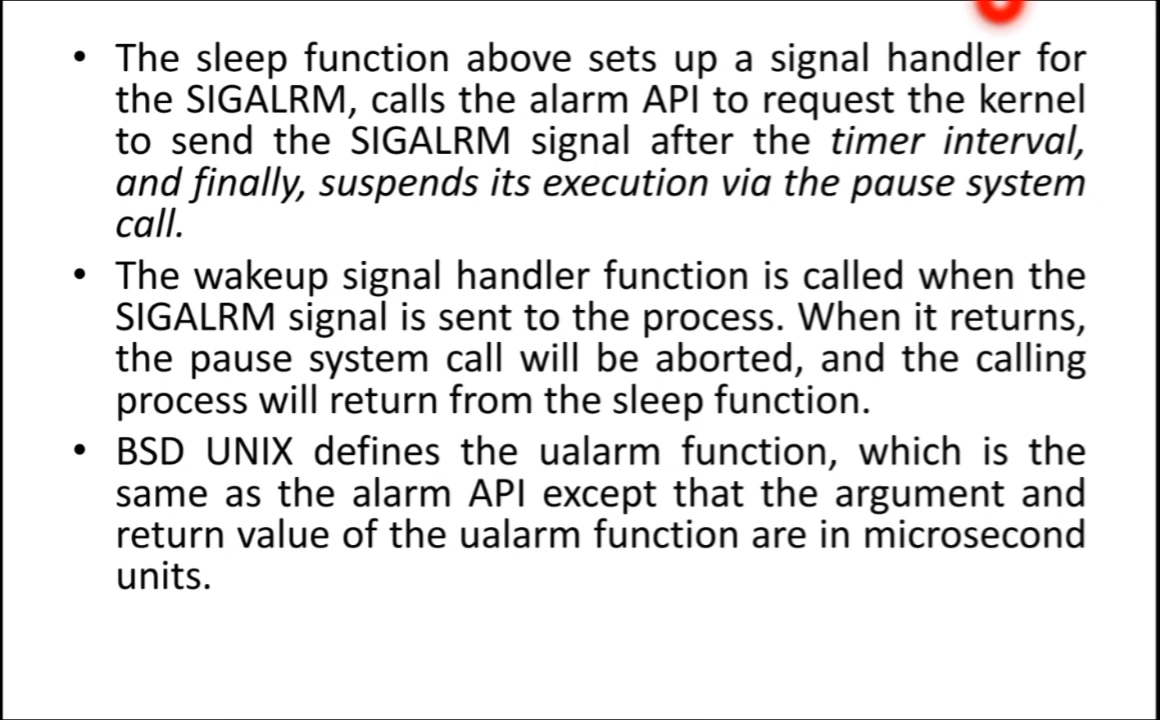 • The sleep function above sets up a signal handler for
the SIGALRM, calls the alarm API to request the kernel
to send the SIGALRM signal after the timer interval,
and finally, suspends its execution via the pause system
call.
• The wakeup signal handler function is called when the
SIGALRM signal is sent to the process. When it returns,
the pause system call will be aborted, and the calling
process will return from the sleep function.
• BSD UNIX defines the ualarm function, which is the
same as the alarm API except that the argument and
return value of the ualarm function are in microsecond
units.